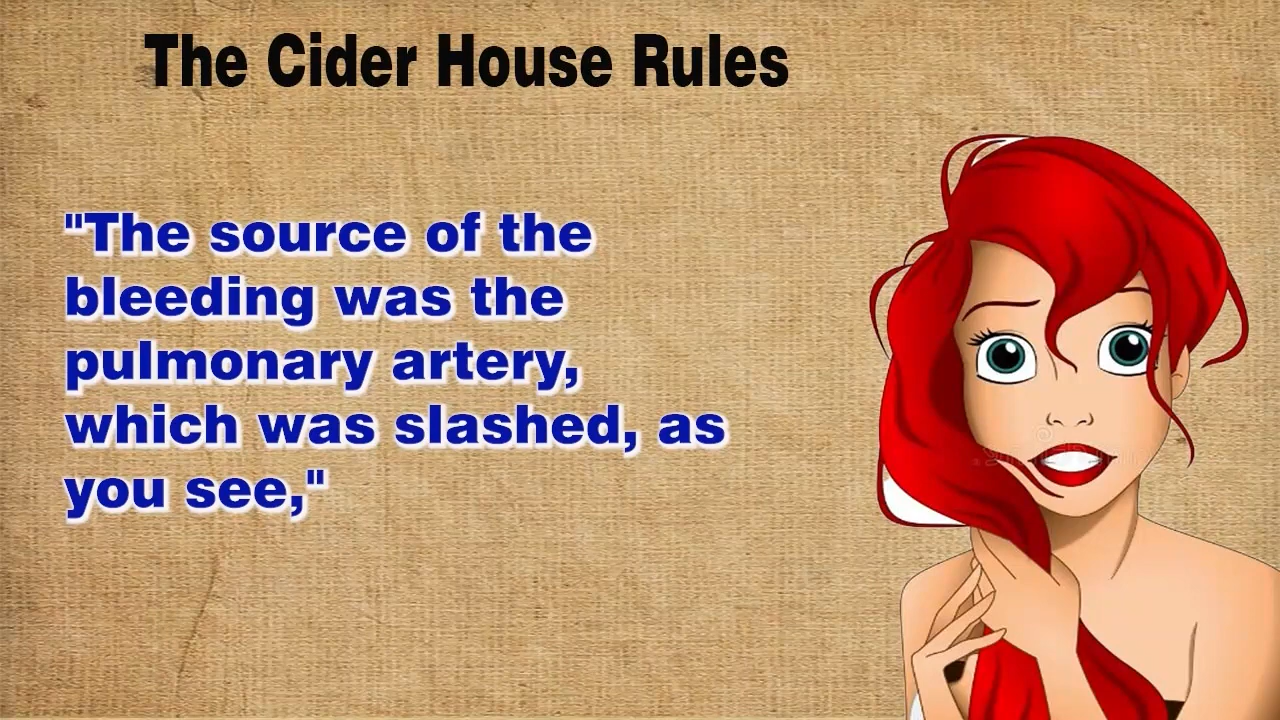 The Cider House Rules
"The source of the
bleeding was the
pulmonary artery,
which was slashed, as
you see,"